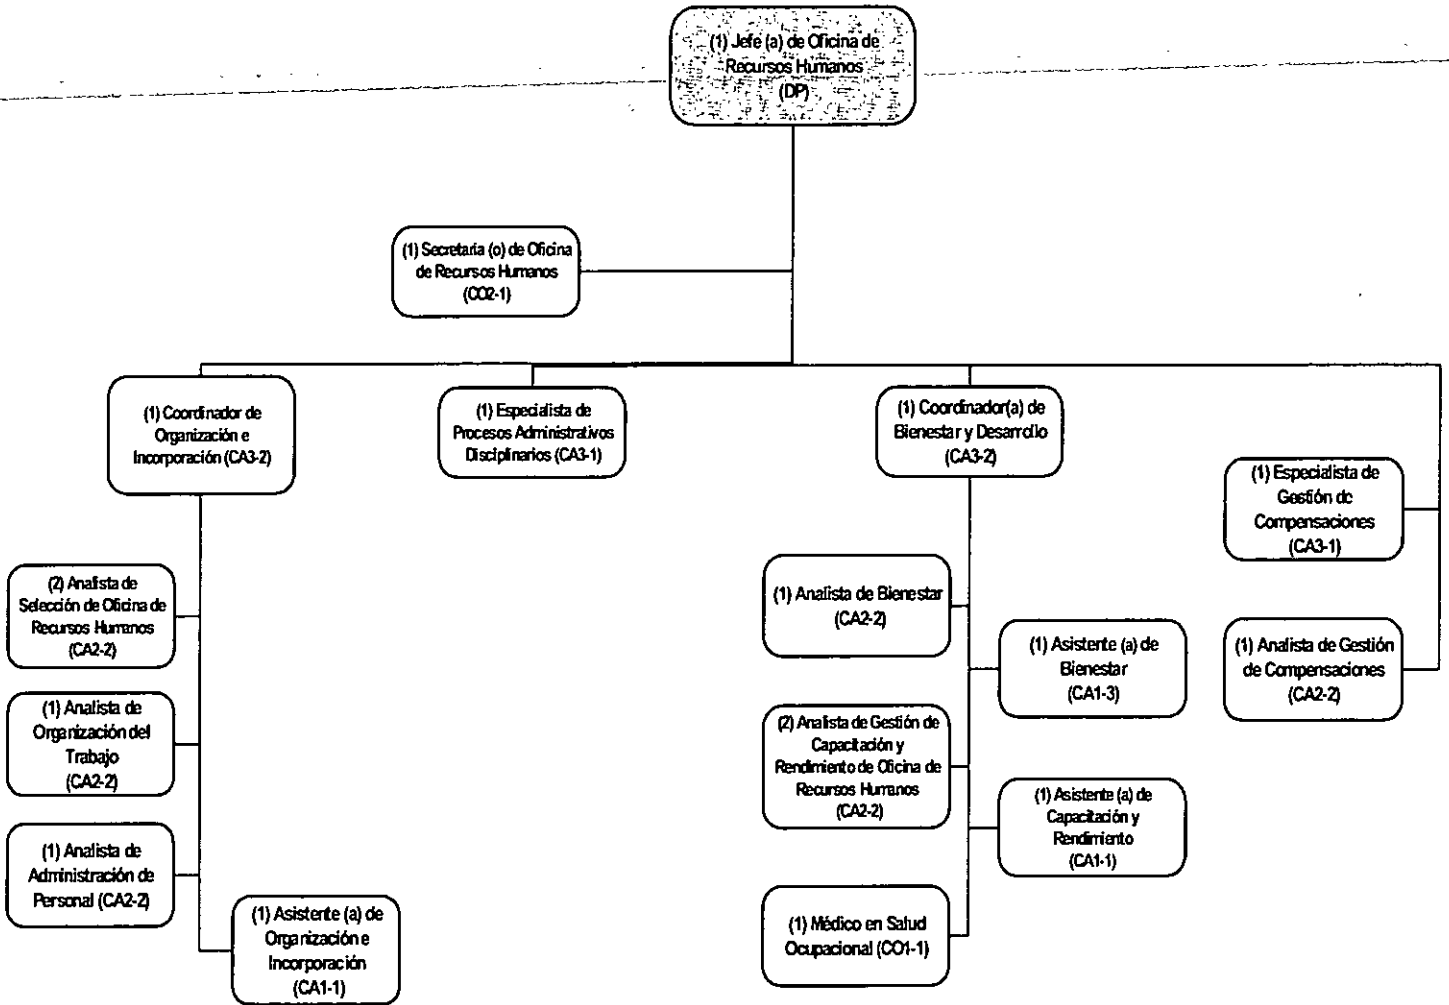 (1) Jefe (a) de Oficina de
Recursos Humanos
(DP)
(1) Secretaria (o) de Oficina
de Recursos Humanos
(CO2-1)
(1) Coordinador de
Organización e
Incorporación (CA3-2)
(1) Especialista de
Procesos Administrativos
Disciplinarios (CA3-1)
(1) Coordinador(a) de
Bienestar y Desarrollo
(CA3-2)
(1) Especialista de
Gestión de
Compensaciones
(CA3-1)
(2) Analista de
Selección de Oficina de
Recursos Humanos
(CA2-2)
(1) Analista de
Organización del
Trabajo
(CA2-2)
(1) Analista de
Administración de
Personal (CA2-2)
(1) Asistente (a) de
Organización e
Incorporación
(CA1-1)
(1) Analista de Bienestar
(CA2-2)
(1) Asistente (a) de
Bienestar
(CA1-3)
(2) Analista de Gestión de
Capacitación y
Rendimiento de Oficina de
Recursos Humanos
(CA2-2)
(1) Asistente (a) de
Capacitación y
Rendimiento
(CA1-1)
(1) Médico en Salud
Ocupacional (CO1-1)
(1) Analista de Gestión
de Compensaciones
(CA2-2)